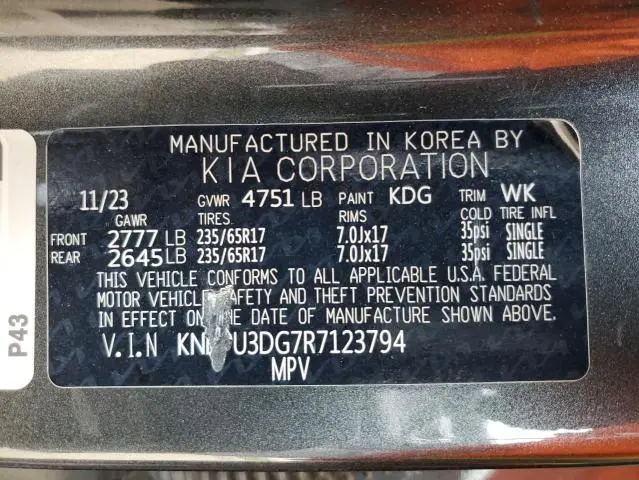 MANUFACTURED IN KOREA BY
KIA CORPORATION
11/23 GVWR 4751 LB PAINT KDG TRIM WK
GAWR TIRES RIMS COLD TIRE INFL
FRONT 2777 LB 235/65R17 7.0Jx17 35psi SINGLE
REAR 2645 LB 235/65R17 7.0Jx17 35psi SINGLE
THIS VEHICLE CONFORMS TO ALL APPLICABLE U.S.A. FEDERAL
MOTOR VEHICLE SAFETY AND THEFT PREVENTION STANDARDS
IN EFFECT ON THE DATE OF MANUFACTURE SHOWN ABOVE.
V.I.N
MPV
P43